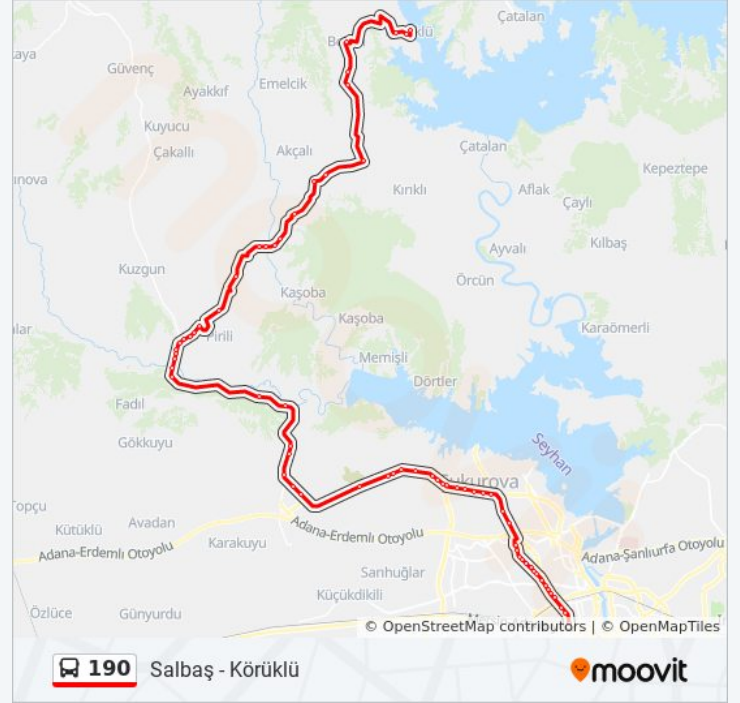 Çatalan
Güvenç
Emelcik
Ayakkıf
Kuyucu
Çakallı
Akçalı
Çatalan
Kepeztepe
Kırıklı
Aflak
Çaylı
Ayvalı
Kılbaş
Kuzgun
Örcün
Kaşoba
Kaşoba
Karaömerli
Pirili
Memişli
Dörtler
Fadıl
Gökkuyu
Seyhan
Çukurova
Kütüklü
Avadan
Karakuyu
Adana-Erdemli Otoyolu
Adana-Erdemli Otoyolu
Adana-Şanlıurfa Otoyolu
Sarıhuğlar
Küçükdikili
Özlüce
Günyurdu
© OpenStreetMap contributors | © OpenMapTiles
190 Salbaş - Körüklü
moovit